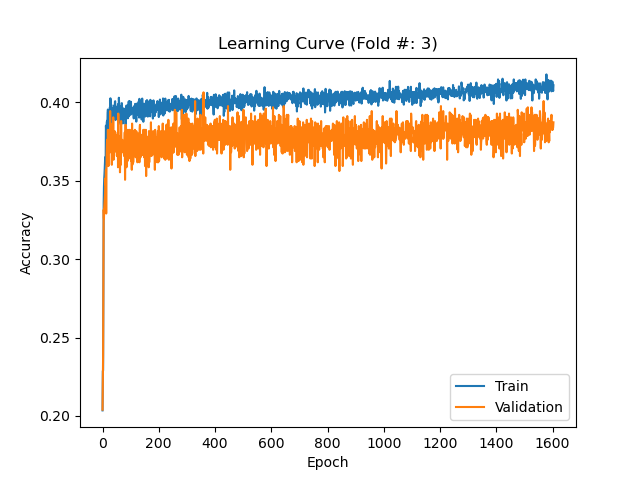 Learning Curve (Fold #: 3)
0.40
0.35
0.30
0.25
0.20
Accuracy
0 200 400 600 800 1000 1200 1400 1600
Epoch
Train
Validation